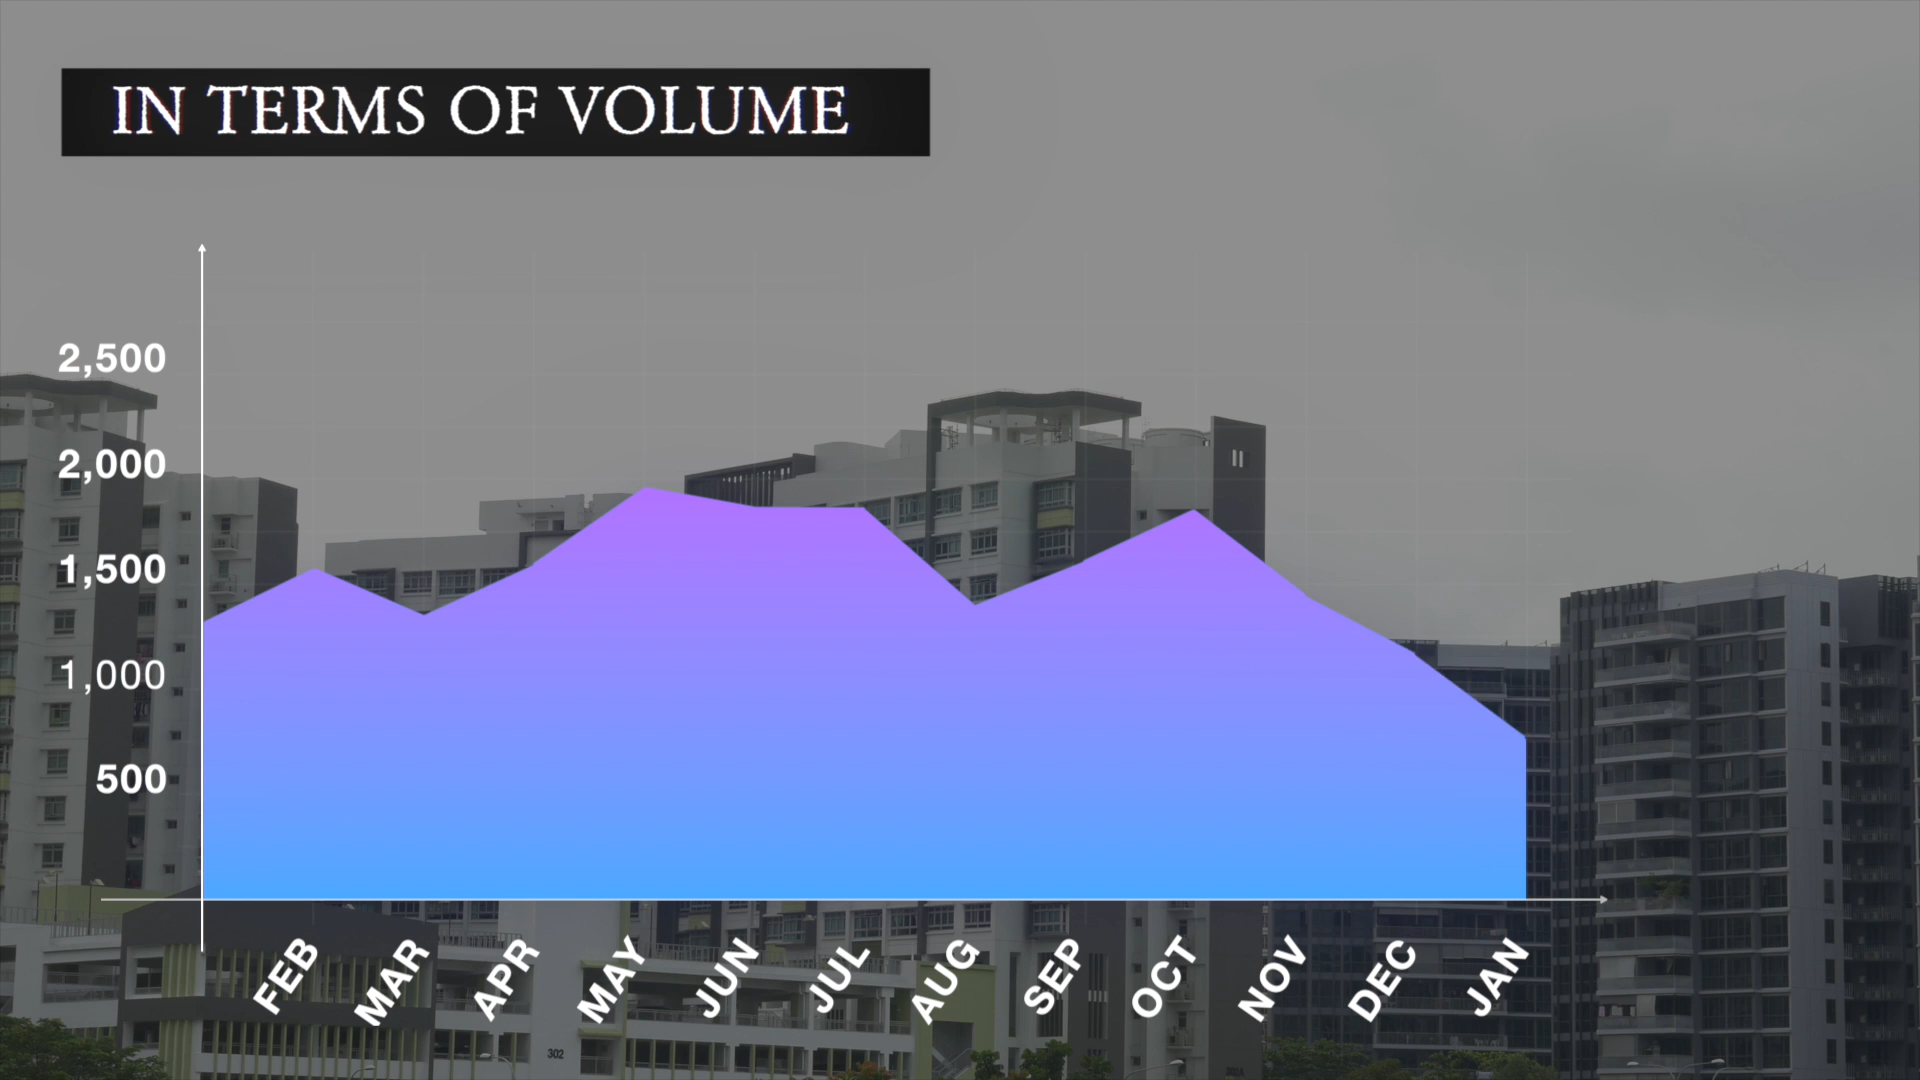 IN TERMS OF VOLUME
2,500
2,000
1,500
1,000
500
FEB
MAR
APR
MAY
JUN
JUL
AUG
SEP
OCT
NOV
DEC
JAN
302